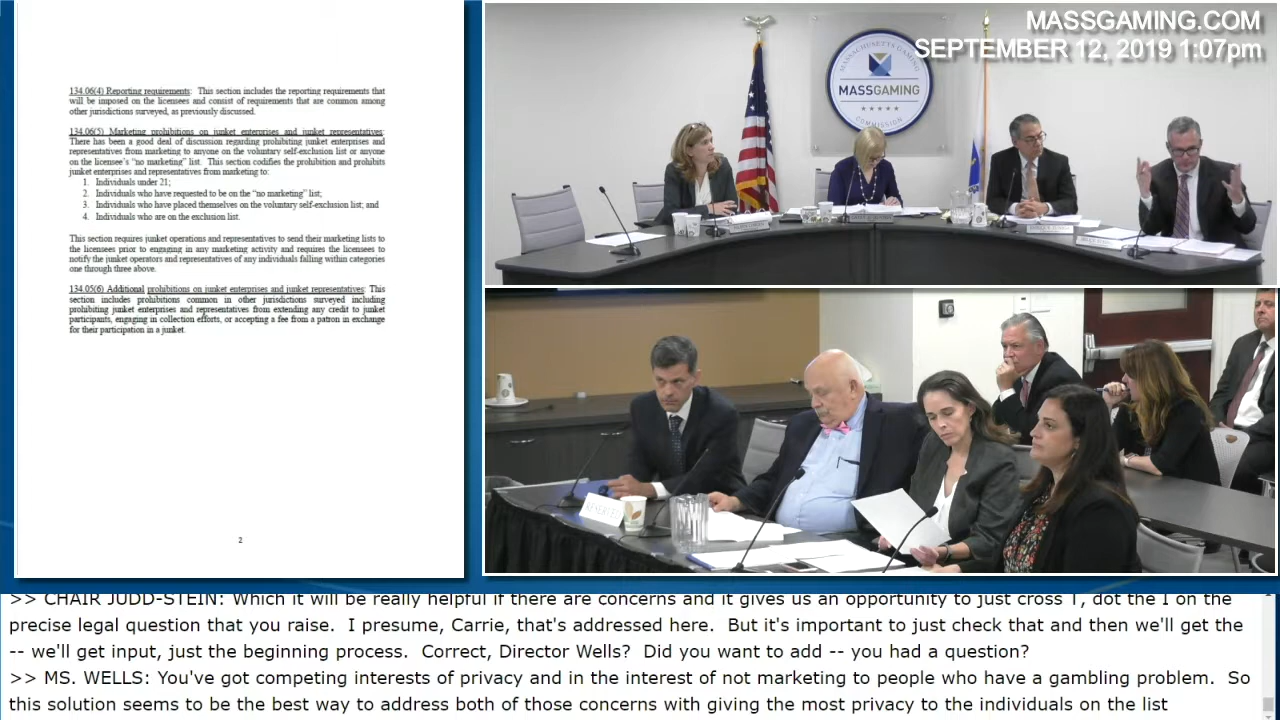 134.06(4) Reporting requirements: This section includes the reporting requirements that
will be imposed on the licensees and consist of requirements that are common among
other jurisdictions surveyed, as previously discussed.
134.06(5) Marketing prohibitions on junket enterprises and junket representatives:
There has been a good deal of discussion regarding prohibiting junket enterprises and
representatives from marketing to anyone on the voluntary self-exclusion list or anyone
on the licensee's "no marketing" list. This section codifies the prohibition and prohibits
junket enterprises and representatives from marketing to:
1. Individuals under 21;
2. Individuals who have requested to be on the "no marketing" list;
3. Individuals who have placed themselves on the voluntary self-exclusion list; and
4. Individuals who are on the exclusion list.
This section requires junket operations and representatives to send their marketing lists to
the licensees prior to engaging in any marketing activity and requires the licensees to
notify the junket operators and representatives of any individuals falling within categories
one through three above.
134.05(6) Additional prohibitions on junket enterprises and junket representatives: This
section includes prohibitions common in other jurisdictions surveyed including
prohibiting junket enterprises and representatives from extending any credit to junket
participants, engaging in collection efforts, or accepting a fee from a patron in exchange
for their participation in a junket.
2
MASSGAMING.COM
SEPTEMBER 12, 2019 1:07pm
MASSACHUSETTS GAMING
MASSGAMING
COMMISSION
RESERVED
>> CHAIR JUDD-STEIN: Which it will be really helpful if there are concerns and it gives us an opportunity to just cross T, dot the I on the
precise legal question that you raise. I presume, Carrie, that's addressed here. But it's important to just check that and then we'll get the
-- we'll get input, just the beginning process. Correct, Director Wells? Did you want to add -- you had a question?
>> MS. WELLS: You've got competing interests of privacy and in the interest of not marketing to people who have a gambling problem. So
this solution seems to be the best way to address both of those concerns with giving the most privacy to the individuals on the list